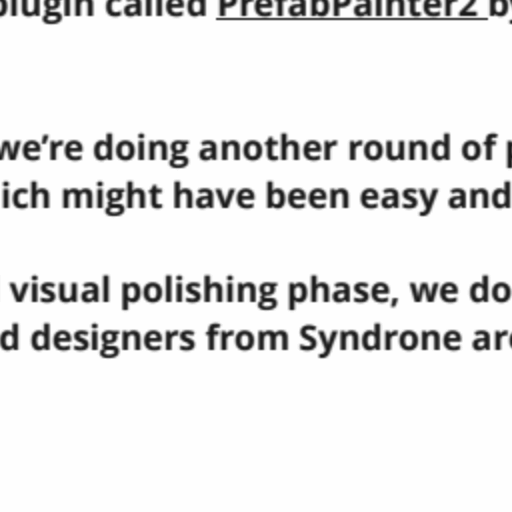 plugin called PrefabPainter2 by
we're doing another round of p
ich might have been easy and
visual polishing phase, we do
d designers from Syndrone are